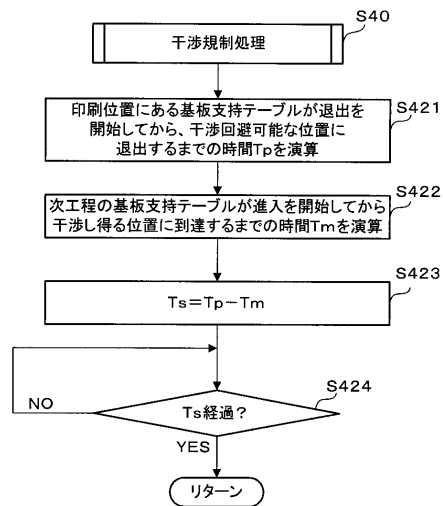 S40
干渉規制処理
S421
印刷位置にある基板支持テーブルが退出を
開始してから、干渉回避可能な位置に
退出するまでの時間Tpを演算
S422
次工程の基板支持テーブルが進入を開始してから
干渉し得る位置に到達するまでの時間Tmを演算
S423
Ts=Tp-Tm
S424
Ts経過?
NO
YES
リターン